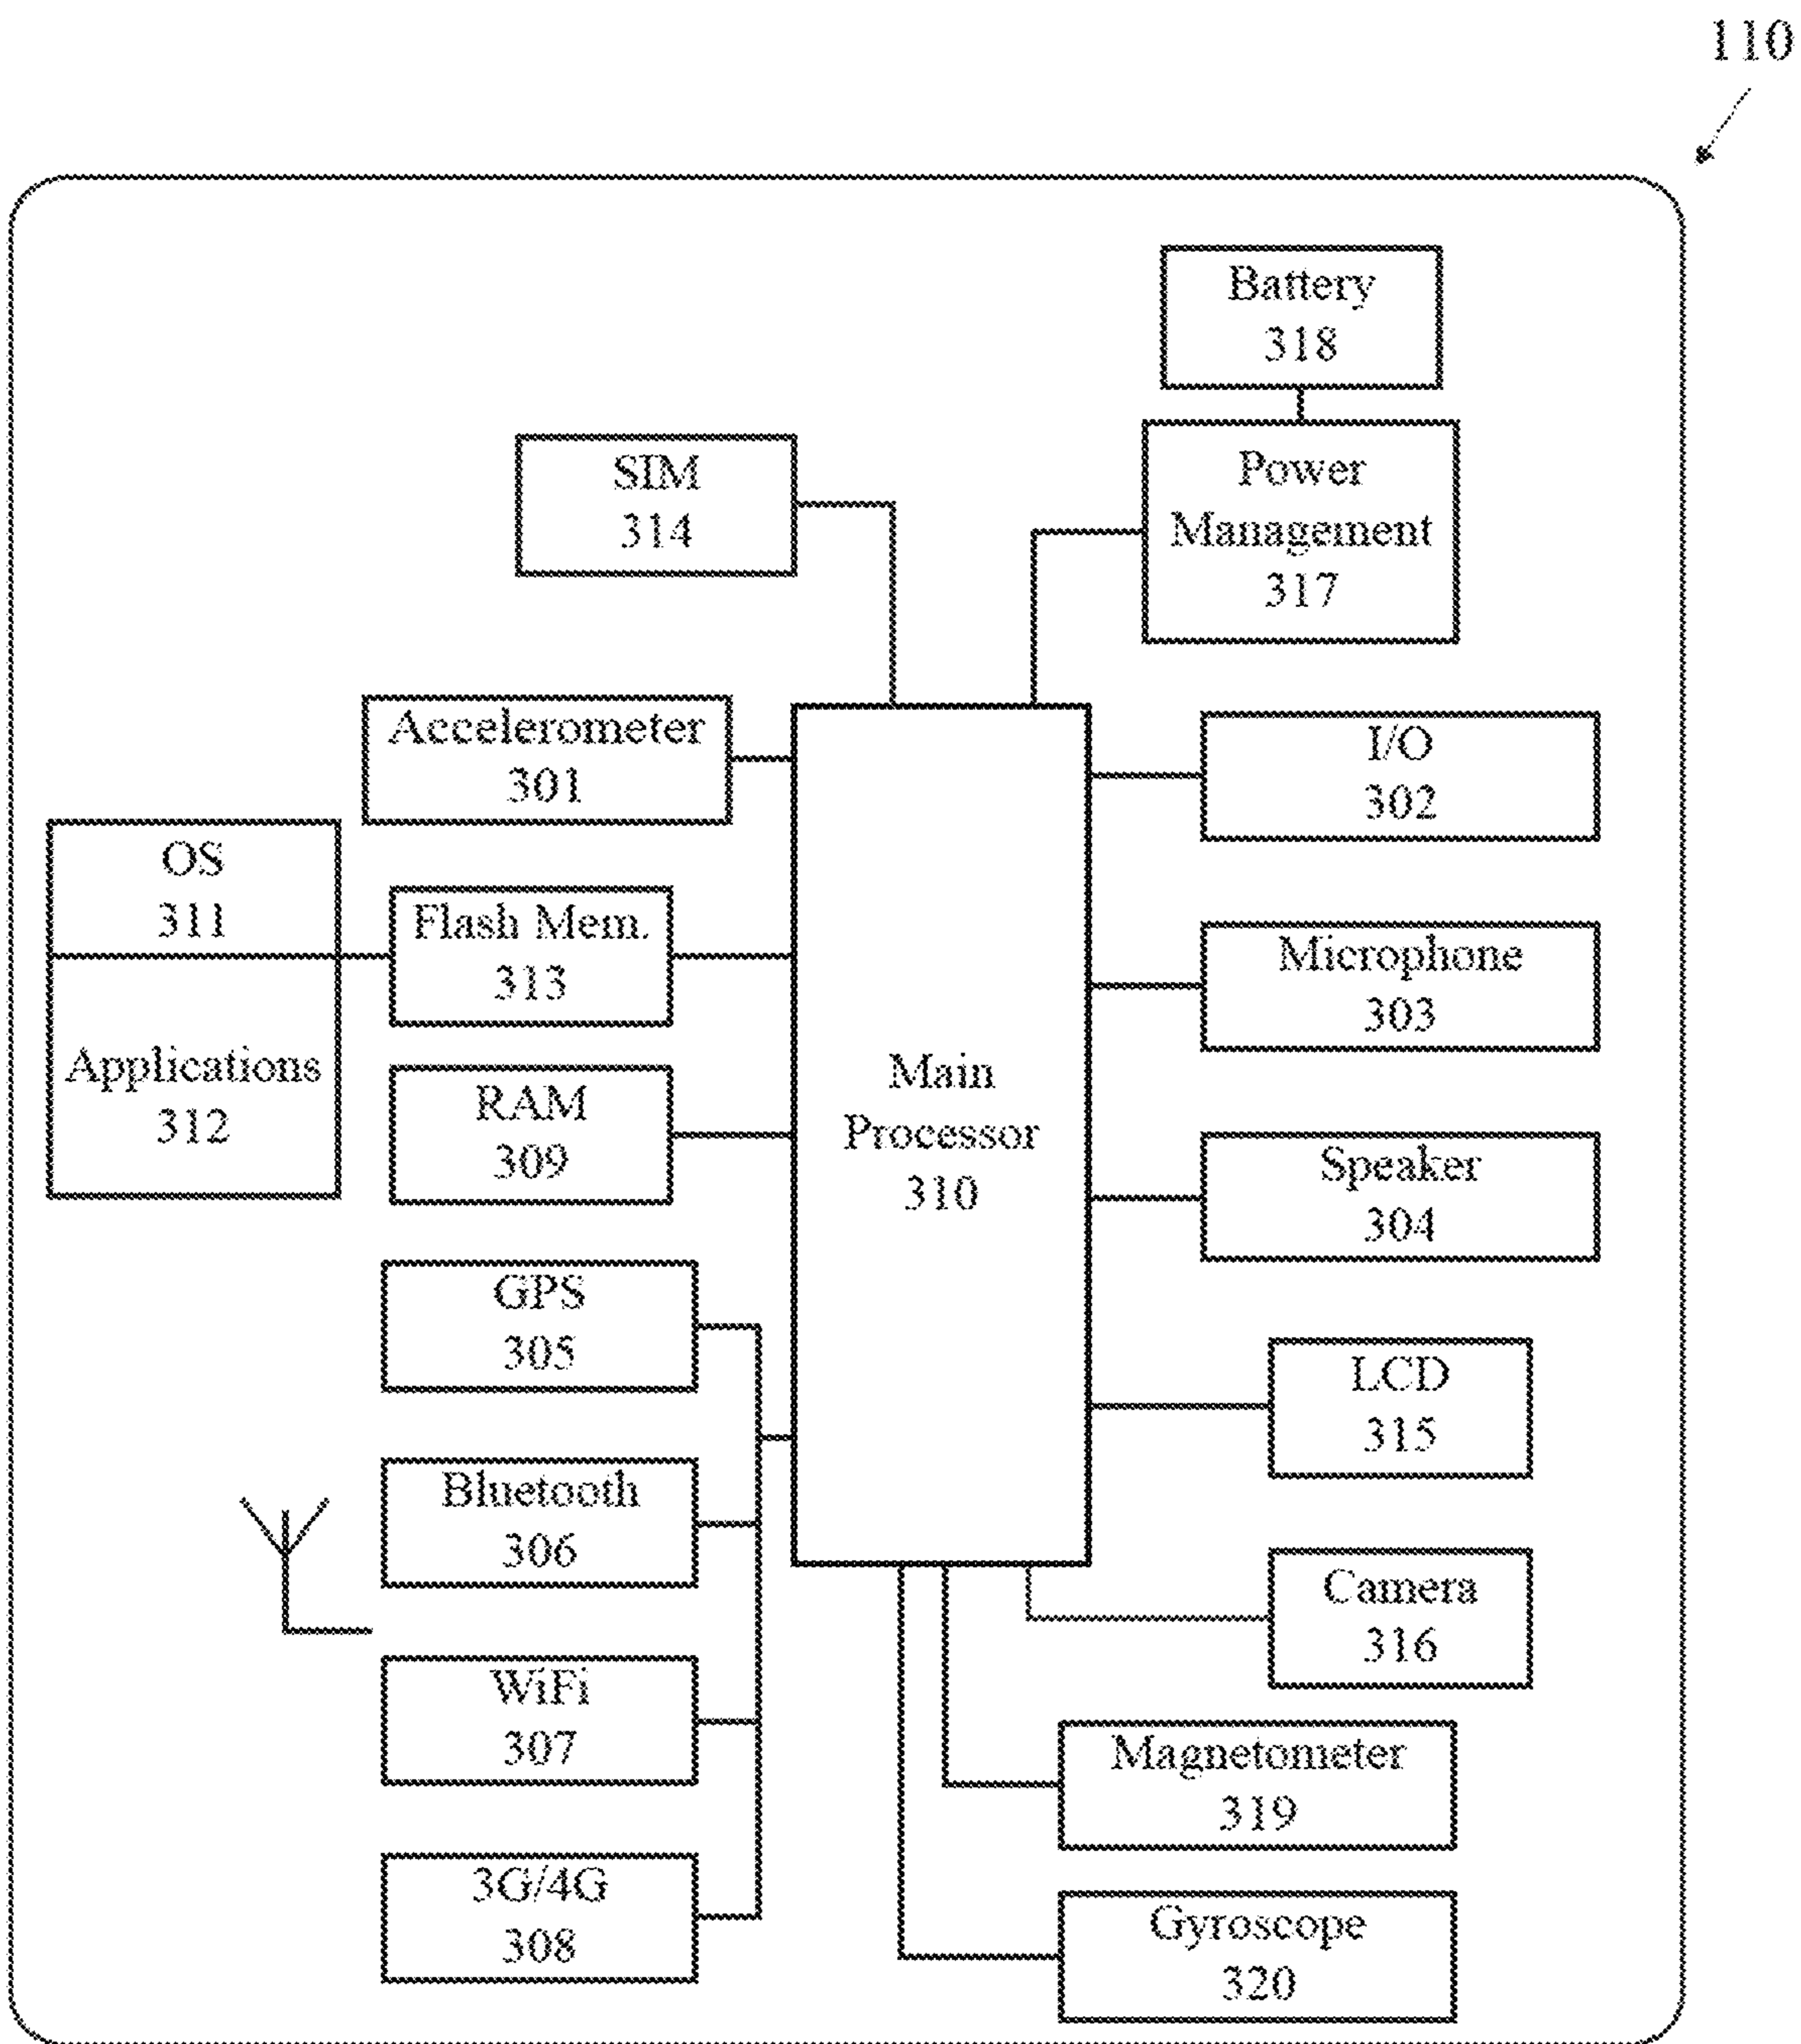 110
Battery
318
SIM
314
Power
Management
317
Accelerometer
301
I/O
302
OS
311
Flash Mem.
313
Microphone
303
Applications
312
RAM
309
Main
Processor
310
Speaker
304
GPS
305
LCD
315
Bluetooth
306
Camera
316
WiFi
307
Magnetometer
319
3G/4G
308
Gyroscope
320